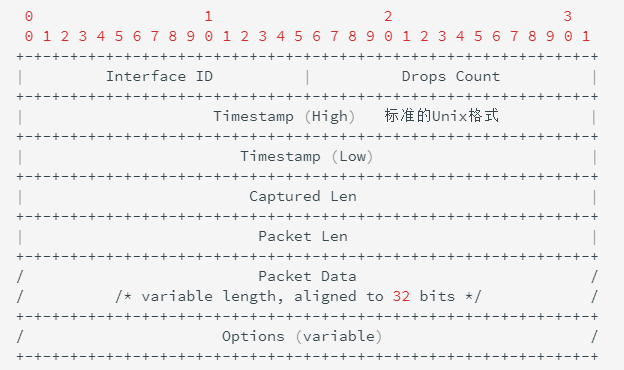 0                   1                   2                   3
0 1 2 3 4 5 6 7 8 9 0 1 2 3 4 5 6 7 8 9 0 1 2 3 4 5 6 7 8 9 0 1
+-+-+-+-+-+-+-+-+-+-+-+-+-+-+-+-+-+-+-+-+-+-+-+-+-+-+-+-+-+-+-+-+
|         Interface ID          |          Drops Count          |
+-+-+-+-+-+-+-+-+-+-+-+-+-+-+-+-+-+-+-+-+-+-+-+-+-+-+-+-+-+-+-+-+
|                     Timestamp (High)   标准的Unix格式          |
+-+-+-+-+-+-+-+-+-+-+-+-+-+-+-+-+-+-+-+-+-+-+-+-+-+-+-+-+-+-+-+-+
|                        Timestamp (Low)                        |
+-+-+-+-+-+-+-+-+-+-+-+-+-+-+-+-+-+-+-+-+-+-+-+-+-+-+-+-+-+-+-+-+
|                         Captured Len                          |
+-+-+-+-+-+-+-+-+-+-+-+-+-+-+-+-+-+-+-+-+-+-+-+-+-+-+-+-+-+-+-+-+
|                          Packet Len                           |
+-+-+-+-+-+-+-+-+-+-+-+-+-+-+-+-+-+-+-+-+-+-+-+-+-+-+-+-+-+-+-+-+
/                          Packet Data                          /
/          /* variable length, aligned to 32 bits */            /
+-+-+-+-+-+-+-+-+-+-+-+-+-+-+-+-+-+-+-+-+-+-+-+-+-+-+-+-+-+-+-+-+
/                      Options (variable)                       /
+-+-+-+-+-+-+-+-+-+-+-+-+-+-+-+-+-+-+-+-+-+-+-+-+-+-+-+-+-+-+-+-+